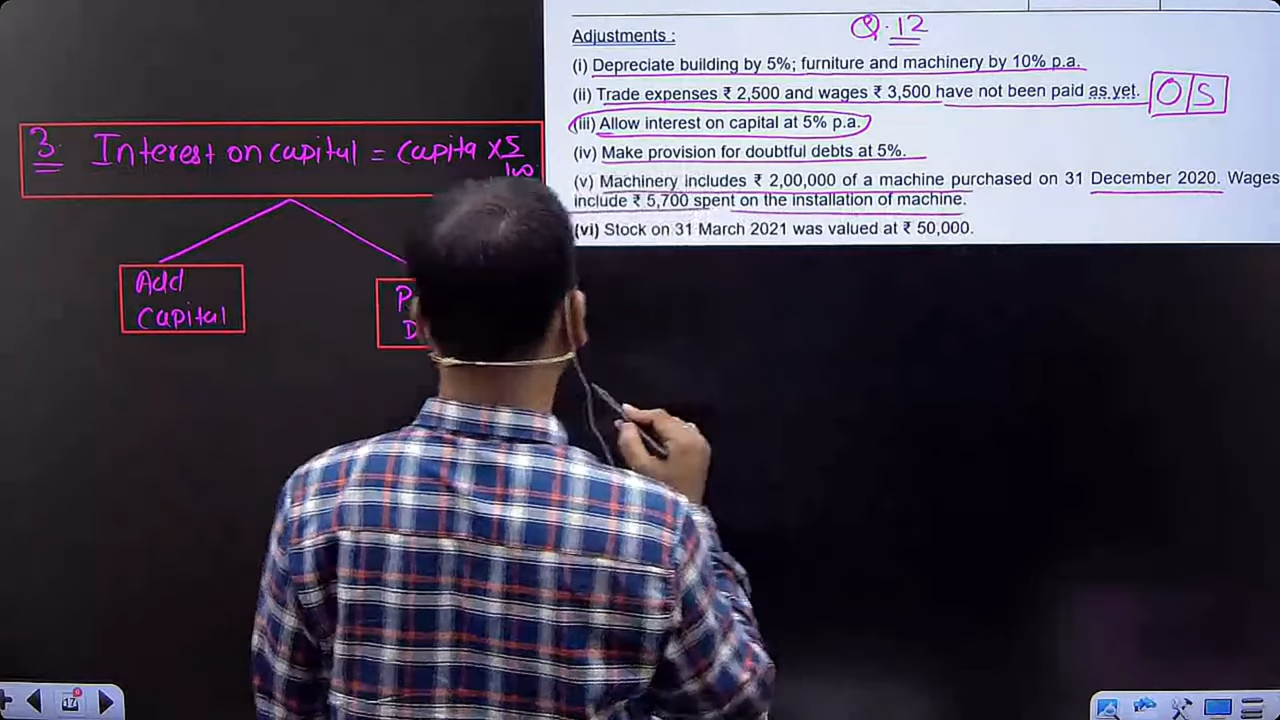 Q.12
Adjustments :
(i) Depreciate building by 5%; furniture and machinery by 10% p.a.
(ii) Trade expenses ₹ 2,500 and wages ₹ 3,500 have not been paid as yet.
O/S
(iii) Allow interest on capital at 5% p.a.
(iv) Make provision for doubtful debts at 5%.
(v) Machinery includes ₹ 2,00,000 of a machine purchased on 31 December 2020. Wages
include ₹ 5,700 spent on the installation of machine.
(vi) Stock on 31 March 2021 was valued at ₹ 50,000.
3. Interest on capital = capita × 5/100
Add
Capital
17